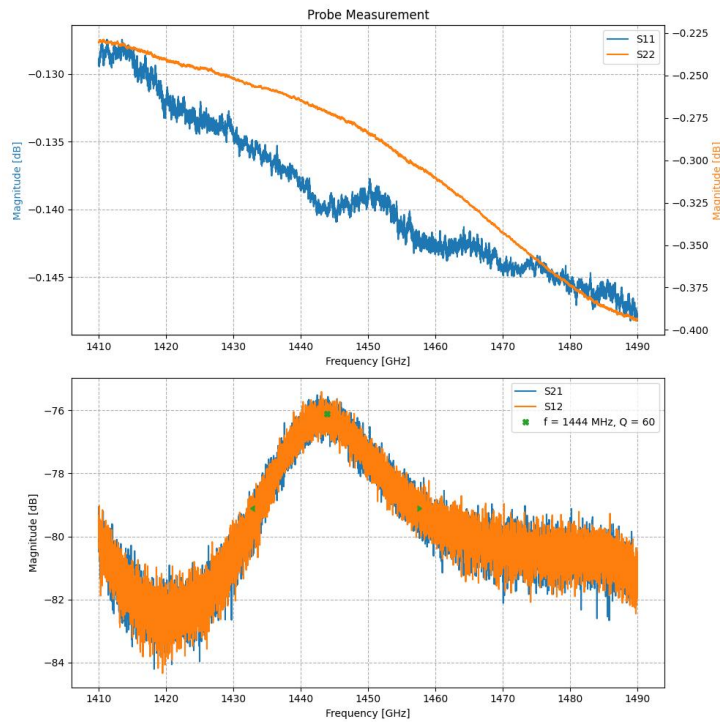 Probe Measurement
S11
S22
−0.130
−0.135
−0.140
−0.145
Magnitude [dB]
−0.225
−0.250
−0.275
−0.300
−0.325
−0.350
−0.375
−0.400
Magnitude [dB]
1410 1420 1430 1440 1450 1460 1470 1480 1490
Frequency [GHz]
S21
S12
f = 1444 MHz, Q = 60
−76
−78
−80
−82
−84
Magnitude [dB]
1410 1420 1430 1440 1450 1460 1470 1480 1490
Frequency [GHz]